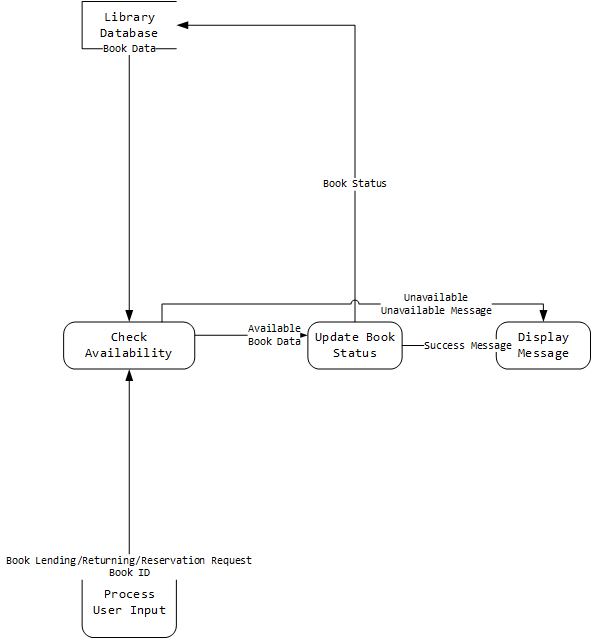 Library
Database
Book Data
Book Status
Unavailable
Unavailable Message
Check
Availability
Available
Book Data
Update Book
Status
Success Message
Display
Message
Book Lending/Returning/Reservation Request
Book ID
Process
User Input